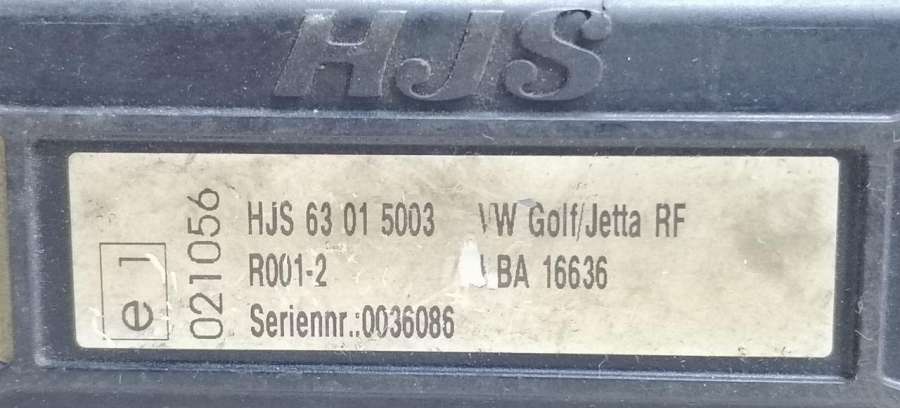 HJS
e1
021056
HJS 63 01 5003 VW Golf/Jetta RF
R001-2 BA 16636
Seriennr.:0036086